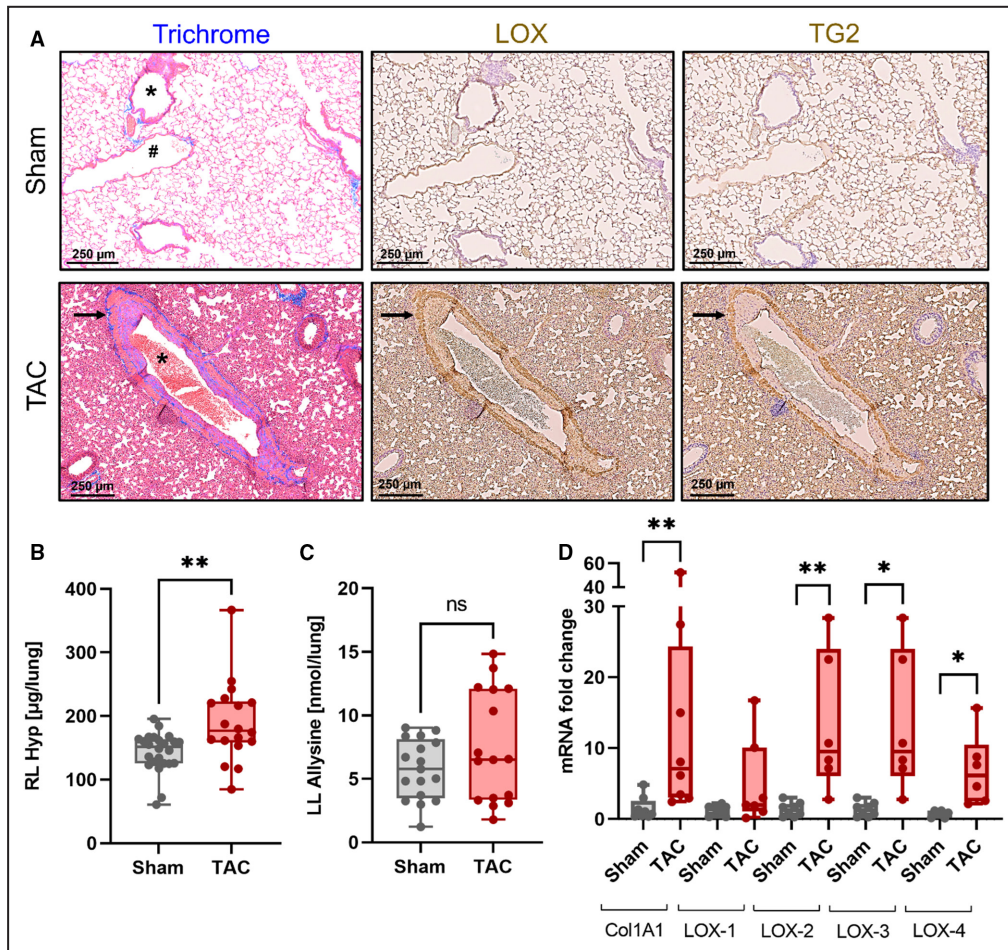 A
Trichrome
LOX
TG2
Sham
*
#
250 µm
250 µm
250 µm
TAC
*
250 µm
250 µm
250 µm
B
**
RL Hyp [µg/lung]
400
300
200
100
0
Sham
TAC
C
ns
LL Allysine [nmol/lung]
20
15
10
5
0
Sham
TAC
D
**
**
*
*
mRNA fold change
60
40
30
20
10
0
Sham
TAC
Sham
TAC
Sham
TAC
Sham
TAC
Sham
TAC
Col1A1
LOX-1
LOX-2
LOX-3
LOX-4